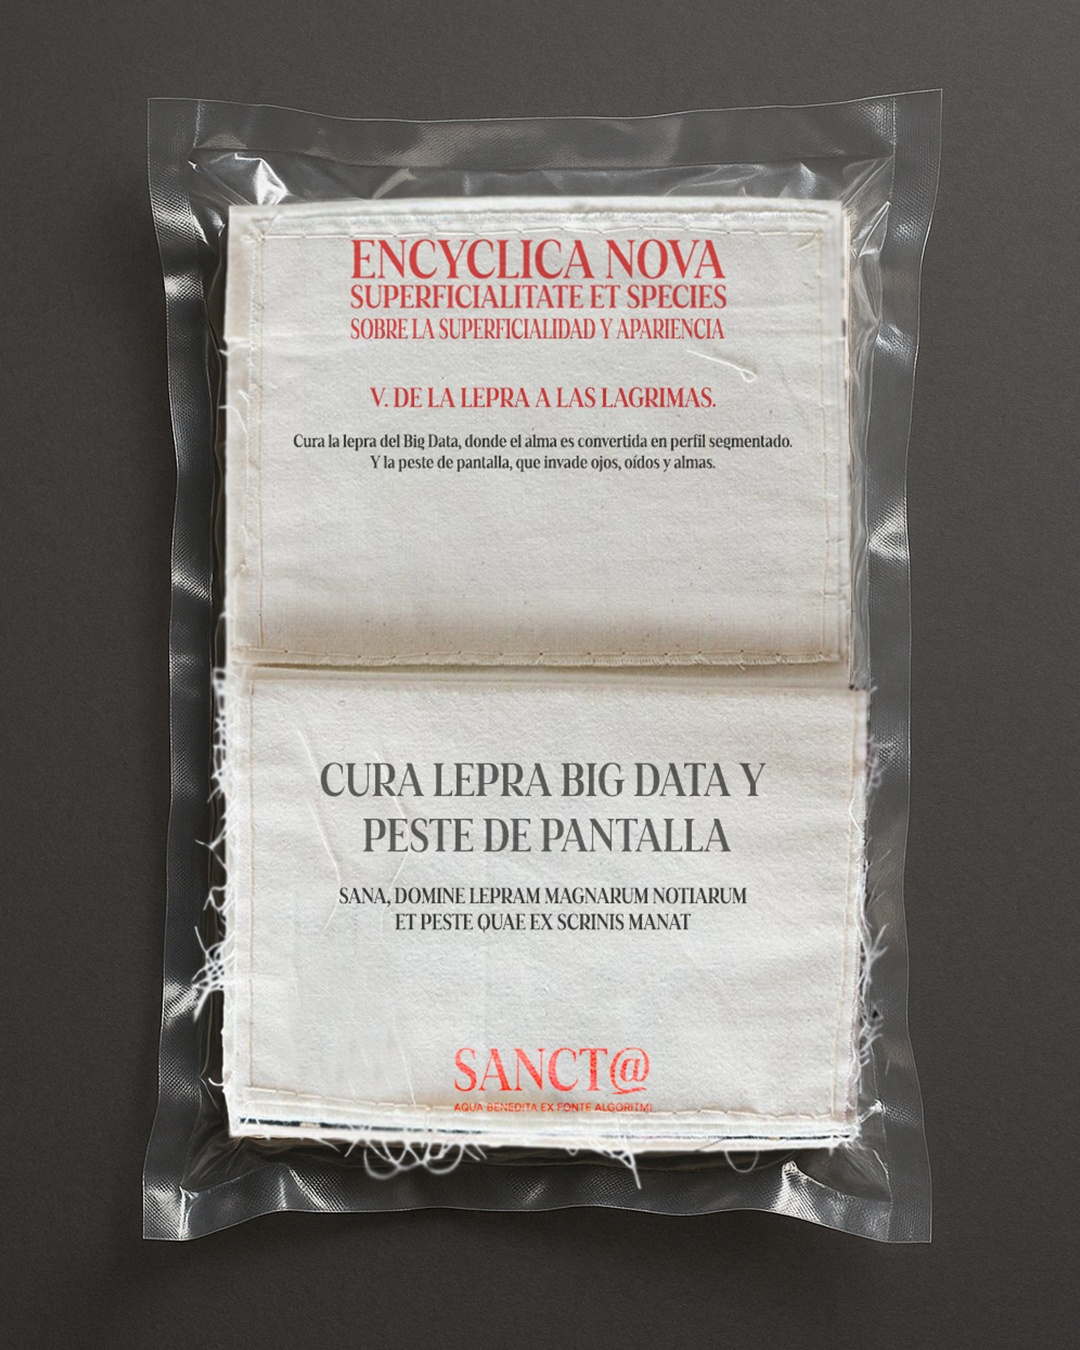 ENCYCLICA NOVA
SUPERFICIALITATE ET SPECIES
SOBRE LA SUPERFICIALIDAD Y APARIENCIA
V. DE LA LEPRA A LAS LAGRIMAS.
Cura la lepra del Big Data, donde el alma es convertida en perfil segmentado.
Y la peste de pantalla, que invade ojos, oídos y almas.
CURA LEPRA BIG DATA Y
PESTE DE PANTALLA
SANA, DOMINE LEPRAM MAGNARUM NOTIARUM
ET PESTE QUAE EX SCRINIS MANAT
SANCT@
AQUA BENEDITA EX FONTE ALGORITMI